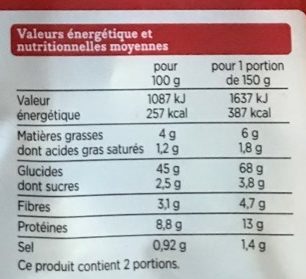 Valeurs énergétique et
nutritionnelles moyennes
pour pour 1 portion
100 g de 150 g
Valeur 1087 kJ 1637 kJ
énergétique 257 kcal 387 kcal
Matières grasses 4 g 6 g
dont acides gras saturés 1,2 g 1,8 g
Glucides 45 g 68 g
dont sucres 2,5 g 3,8 g
Fibres 3,1 g 4,7 g
Protéines 8,8 g 13 g
Sel 0,92 g 1,4 g
Ce produit contient 2 portions.